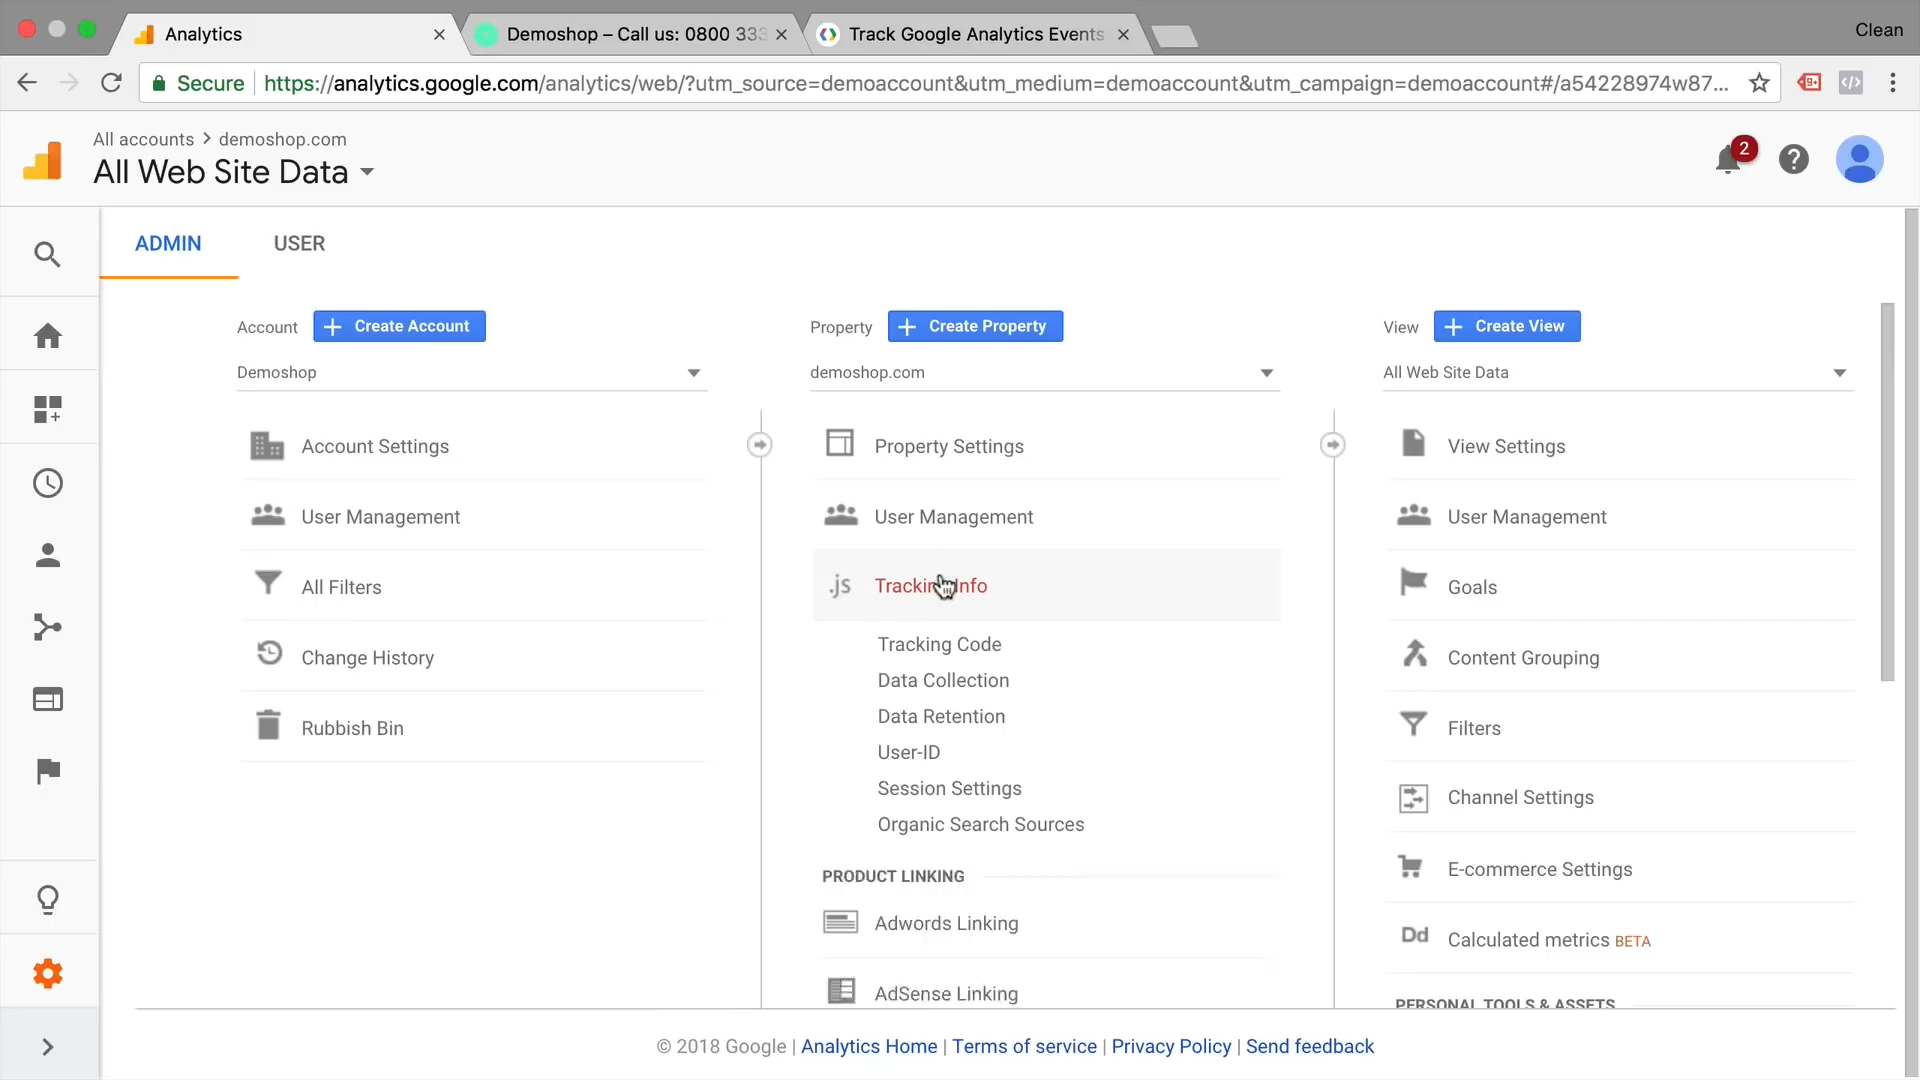 Analytics
Demoshop – Call us: 0800 333
Track Google Analytics Events
Clean
Secure
https://analytics.google.com/analytics/web/?utm_source=demoaccount&utm_medium=demoaccount&utm_campaign=demoaccount#/a54228974w87...
All accounts > demoshop.com
All Web Site Data
2
ADMIN
USER
Account
+ Create Account
Demoshop
Account Settings
User Management
All Filters
Change History
Rubbish Bin
Property
+ Create Property
demoshop.com
Property Settings
User Management
.js Tracking Info
Tracking Code
Data Collection
Data Retention
User-ID
Session Settings
Organic Search Sources
PRODUCT LINKING
Adwords Linking
AdSense Linking
View
+ Create View
All Web Site Data
View Settings
User Management
Goals
Content Grouping
Filters
Channel Settings
E-commerce Settings
Dd Calculated metrics BETA
PERSONAL TOOLS & ASSETS
© 2018 Google | Analytics Home | Terms of service | Privacy Policy | Send feedback